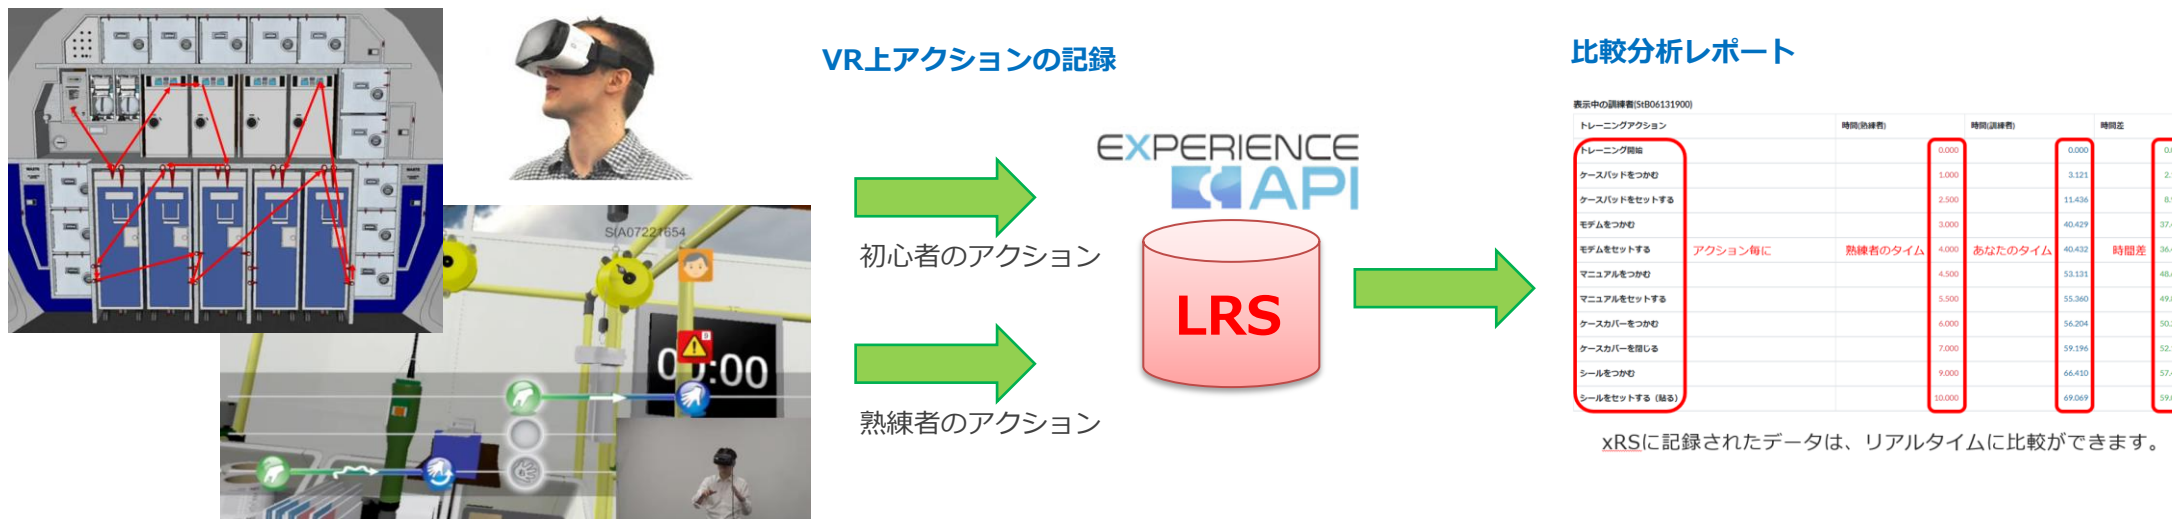 VR上アクションの記録
比較分析レポート
StA07221654
00:00
9
初心者のアクション
熟練者のアクション
EXPERIENCE
API
LRS
表示中の訓練者(StB06131900)
トレーニングアクション 時間(熟練者) 時間(訓練者) 時間差
トレーニング開始 0.000 0.000
ケースパッドをつかむ 1.000 3.121
ケースパッドをセットする 2.500 11.436
モデムをつかむ 3.000 40.429
モデムをセットする アクション毎に 熟練者のタイム 4.000 あなたのタイム 40.432 時間差
マニュアルをつかむ 4.500 53.131
マニュアルをセットする 5.500 55.360
ケースカバーをつかむ 6.000 56.204
ケースカバーを閉じる 7.000 59.196
シールをつかむ 9.000 66.410
シールをセットする（貼る） 10.000 69.069
xRSに記録されたデータは、リアルタイムに比較ができます。